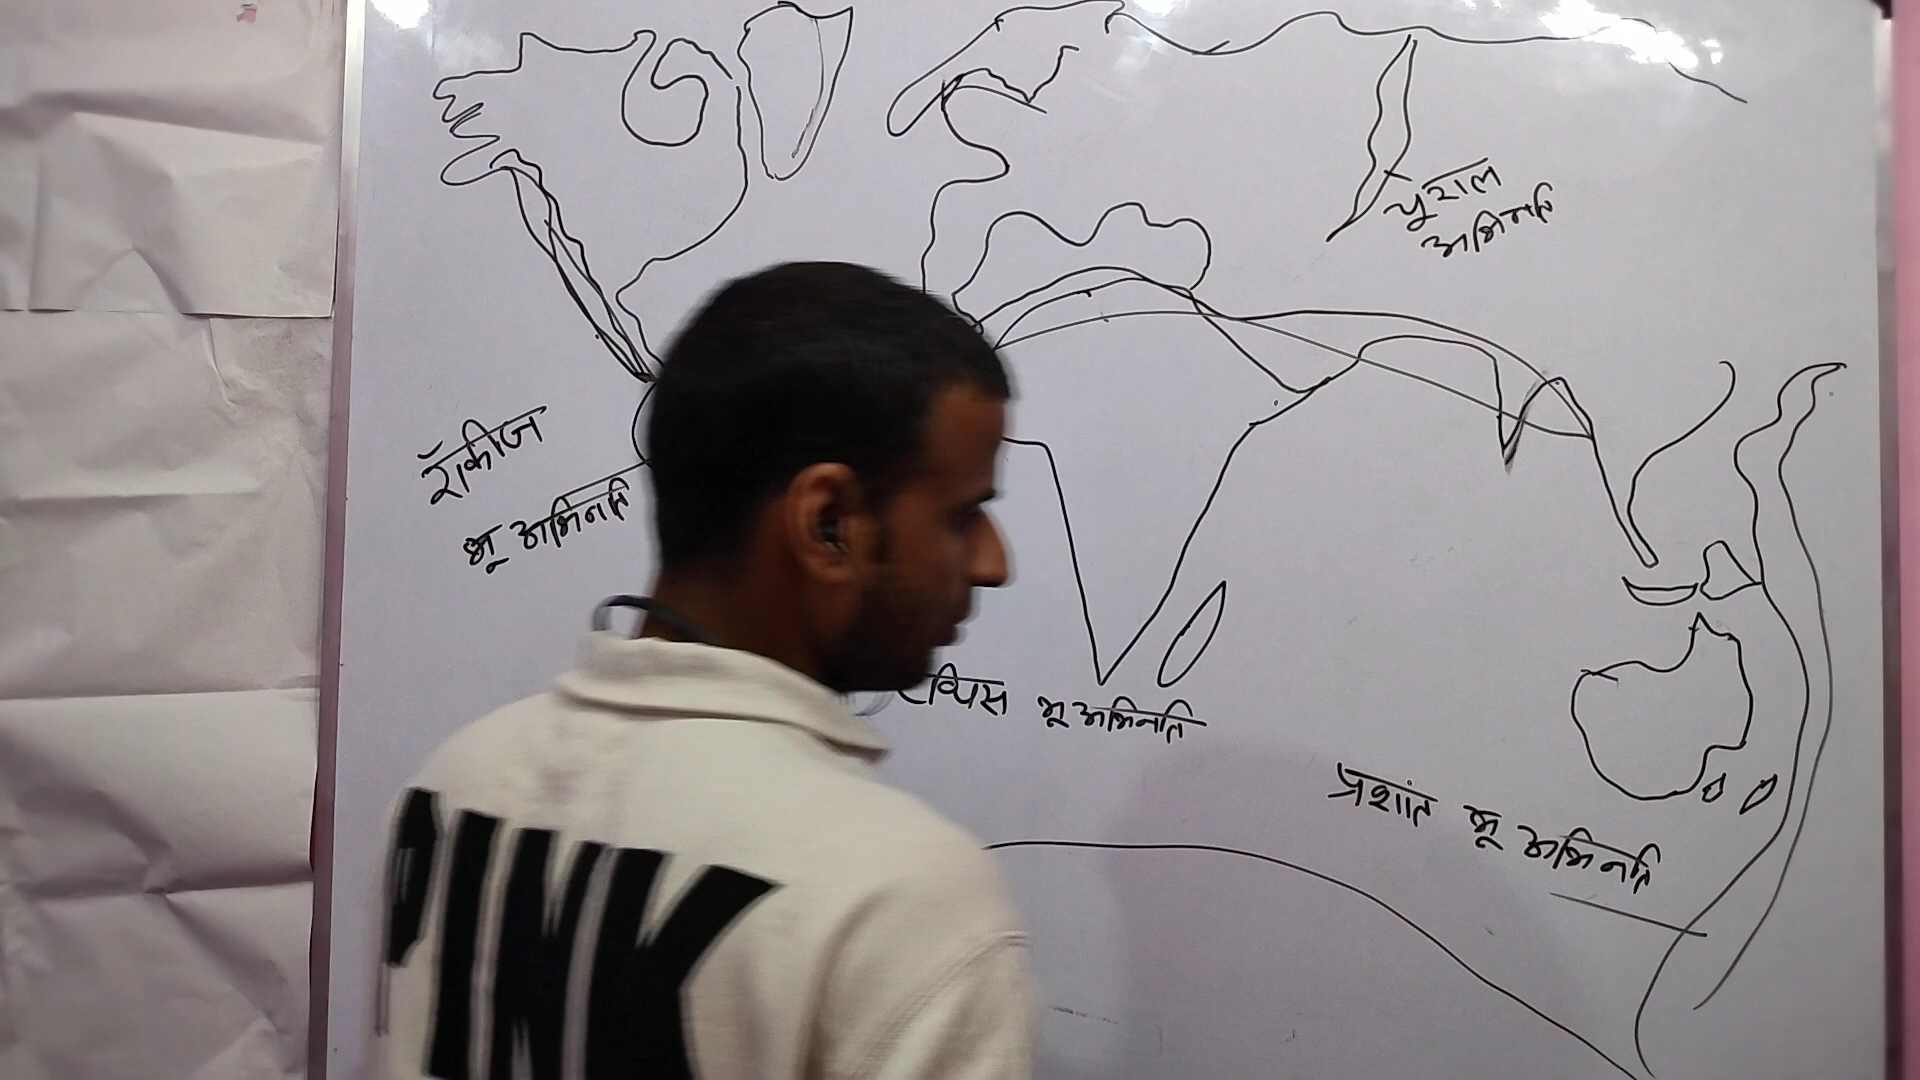 यूराल
अभिनति
रॉकीज
भू अभिनति
भू अभिनति
प्रशांत भू अभिनति
PINK